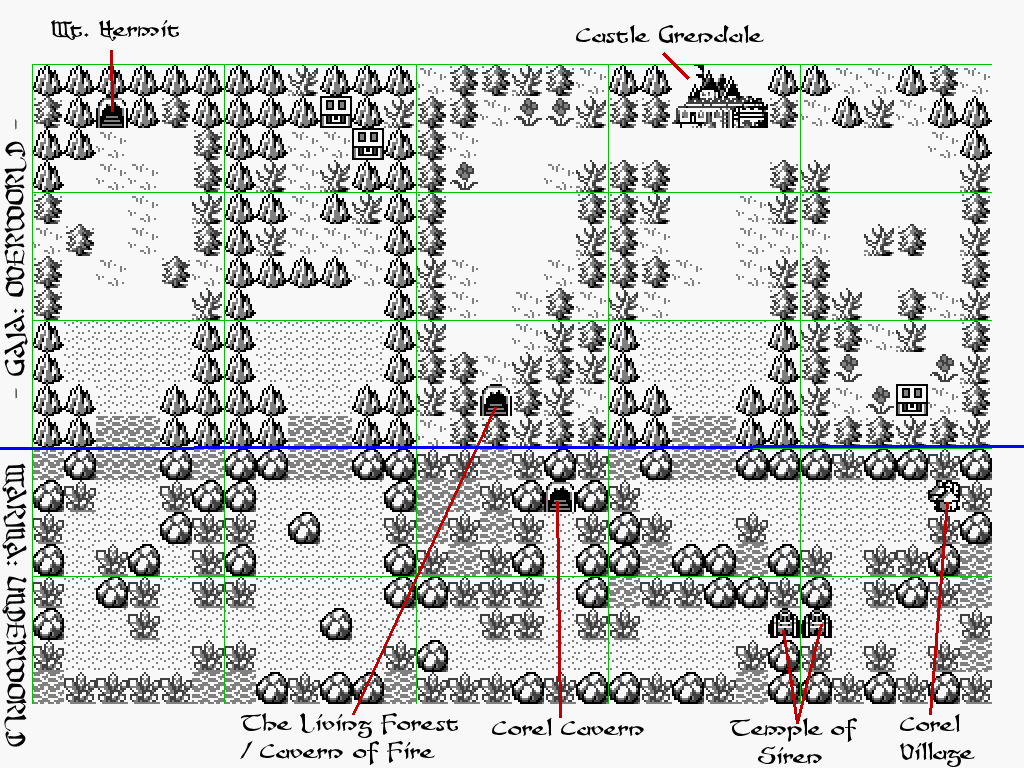 Mt. Hermit
Castle Grendale
- GAIA: OVERWORLD -
MARINA: UNDERWORLD
The Living Forest
/ Cavern of Fire
Corel Cavern
Temple of
Siren
Corel
Village